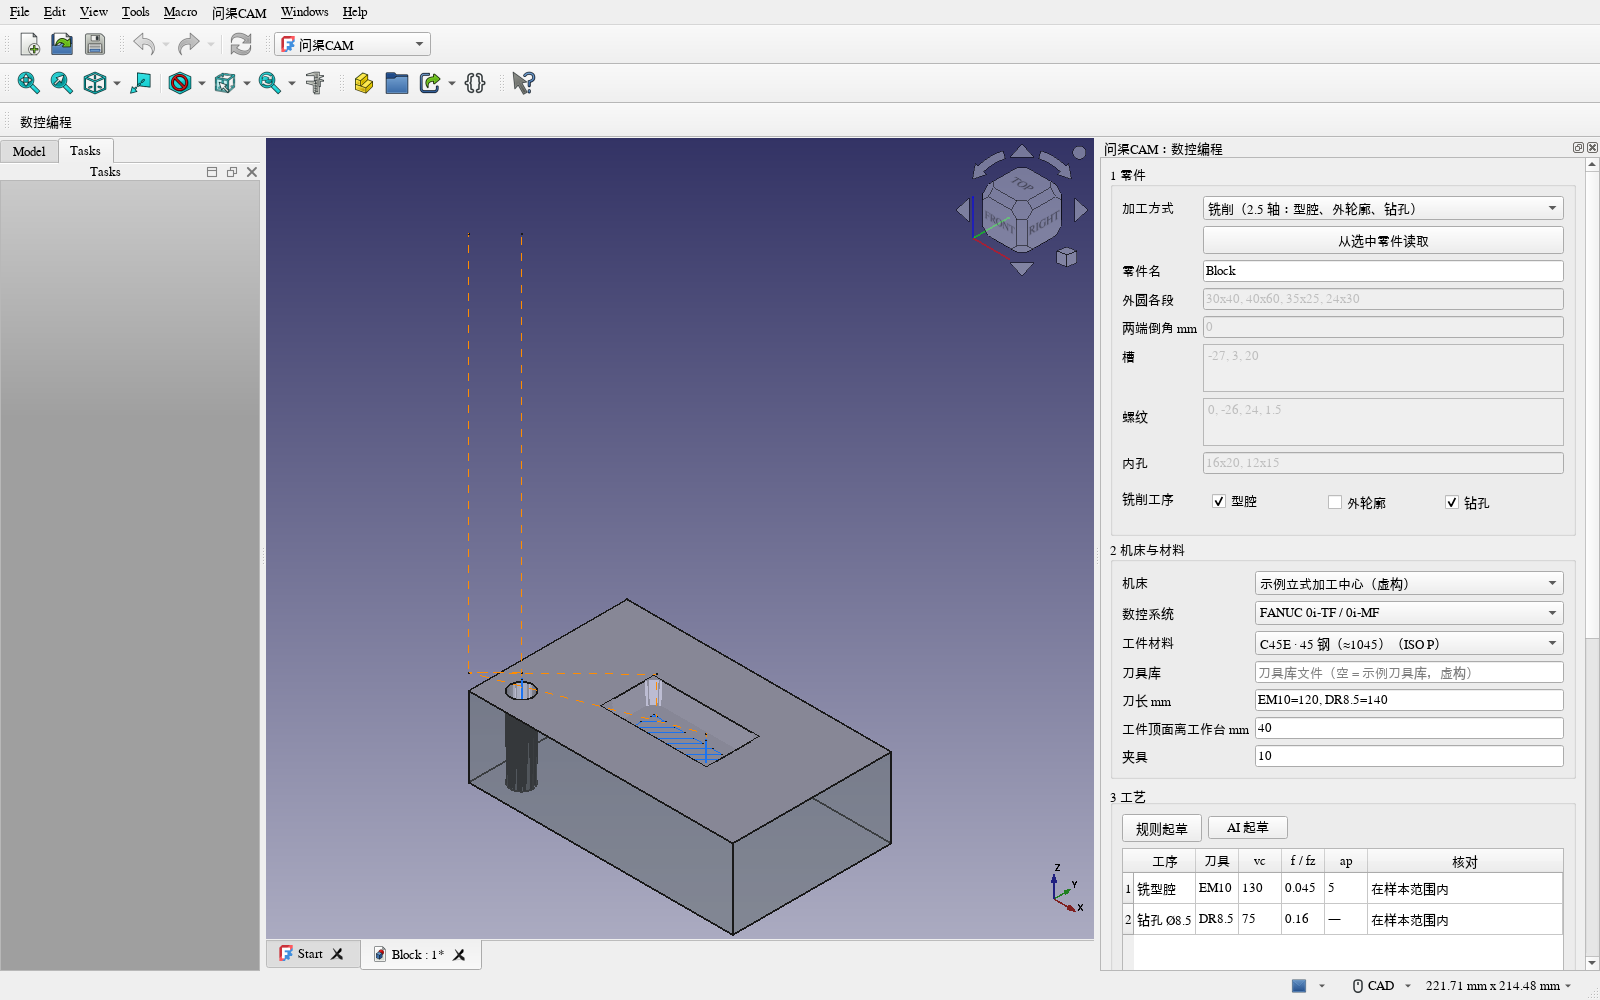 File Edit View Tools Macro 问渠CAM Windows Help
问渠CAM
数控编程
Model Tasks
Tasks
TOP
FRONT
RIGHT
Z
Y
X
Start
Block : 1*
问渠CAM：数控编程
1 零件
加工方式 铣削（2.5 轴：型腔、外轮廓、钻孔）
从选中零件读取
零件名 Block
外圆各段 30x40, 40x60, 35x25, 24x30
两端倒角 mm 0
槽 -27, 3, 20
螺纹 0, -26, 24, 1.5
内孔 16x20, 12x15
铣削工序 型腔 外轮廓 钻孔
2 机床与材料
机床 示例立式加工中心（虚构）
数控系统 FANUC 0i-TF / 0i-MF
工件材料 C45E · 45 钢（≈1045）（ISO P）
刀具库 刀具库文件（空 = 示例刀具库，虚构）
刀长 mm EM10=120, DR8.5=140
工件顶面离工作台 mm 40
夹具 10
3 工艺
规则起草 AI 起草
工序 刀具 vc f / fz ap 核对
1 铣型腔 EM10 130 0.045 5 在样本范围内
2 钻孔 Ø8.5 DR8.5 75 0.16 — 在样本范围内
CAD 221.71 mm x 214.48 mm